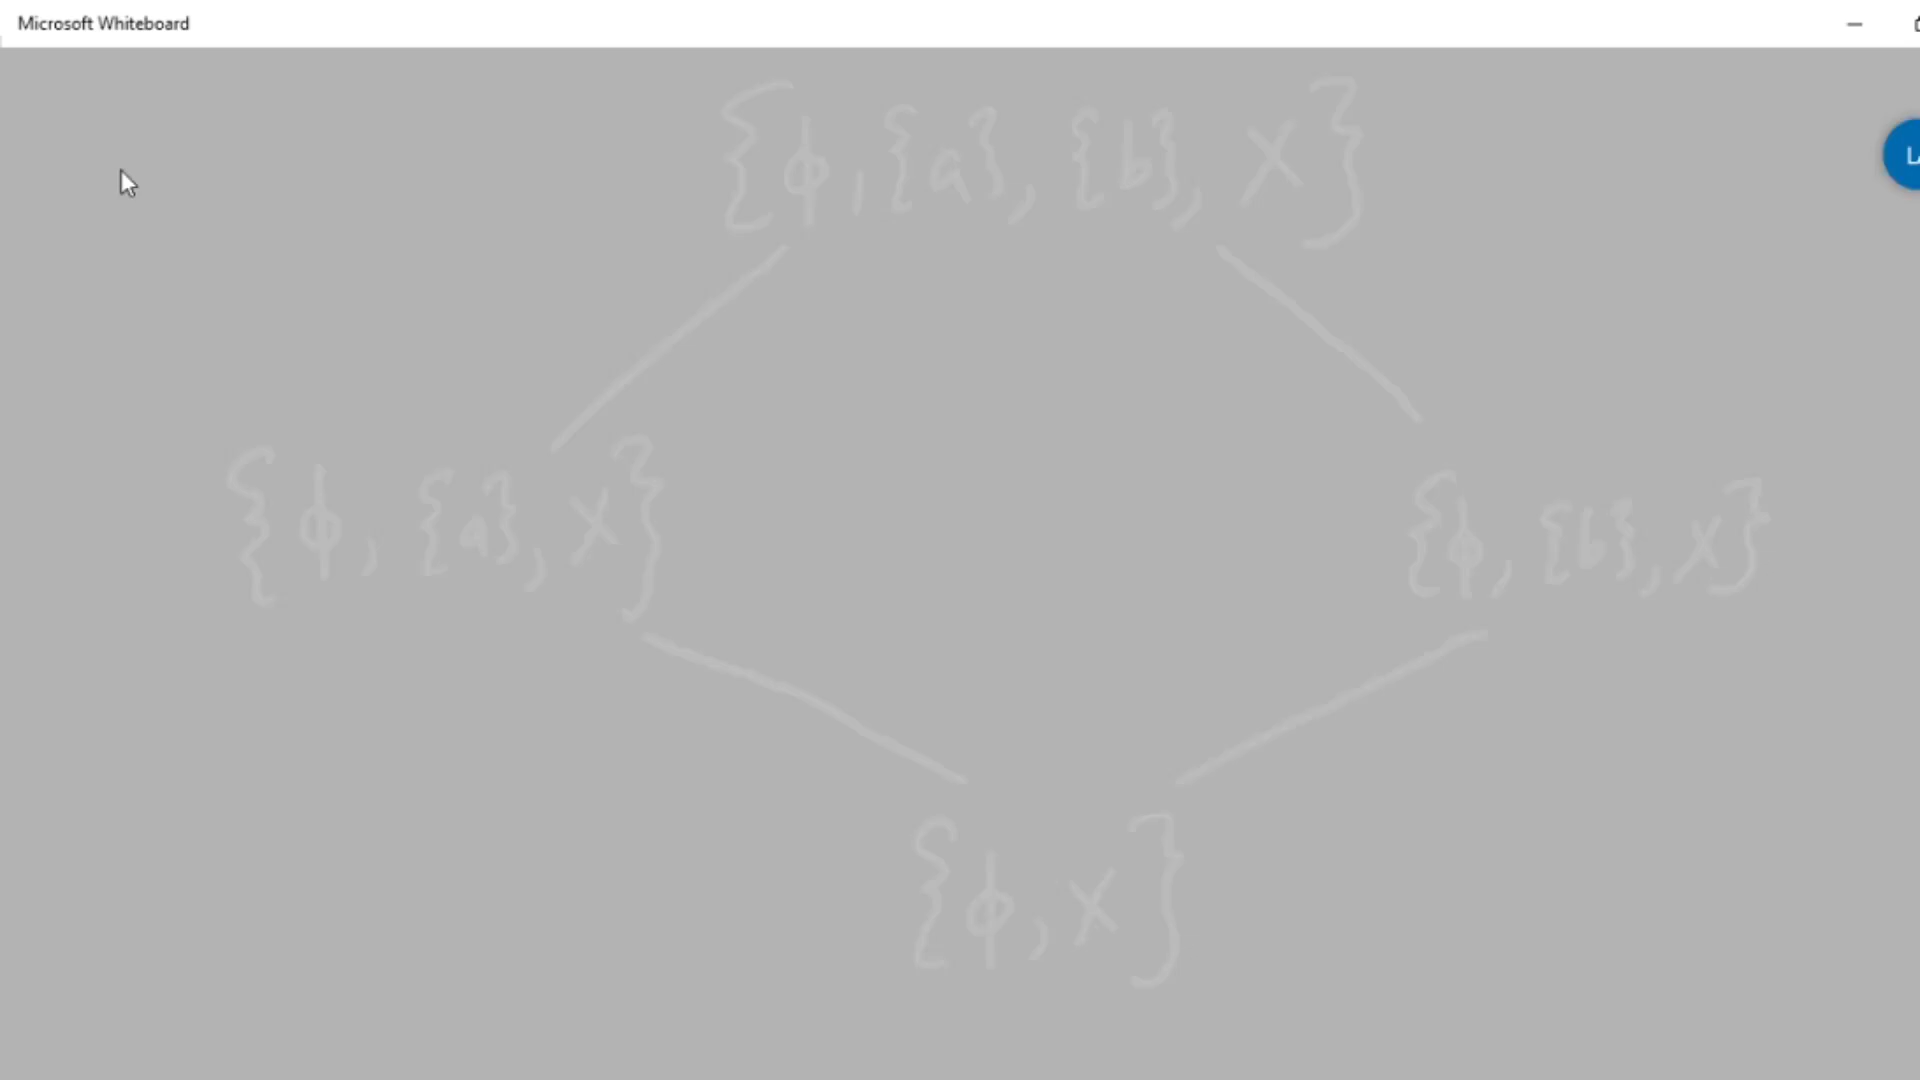 Microsoft Whiteboard
{ϕ,{a}, {b}, X}
{ϕ, {a}, X}
{ϕ, {b}, X}
{ϕ, X}